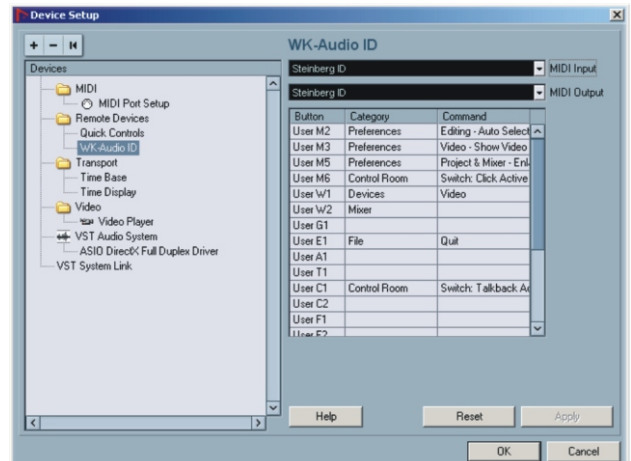 Device Setup
WK-Audio ID
Devices
MIDI
MIDI Port Setup
Remote Devices
Quick Controls
WK-Audio ID
Transport
Time Base
Time Display
Video
Video Player
VST Audio System
ASIO DirectX Full Duplex Driver
VST System Link
Steinberg ID MIDI Input
Steinberg ID MIDI Output
Button Category Command
User M2 Preferences Editing - Auto Select
User M3 Preferences Video - Show Video
User M5 Preferences Project & Mixer - Enl
User M6 Control Room Switch: Click Active
User W1 Devices Video
User W2 Mixer
User G1
User E1 File Quit
User A1
User T1
User C1 Control Room Switch: Talkback Ac
User C2
User F1
User F2
Help Reset Apply
OK Cancel